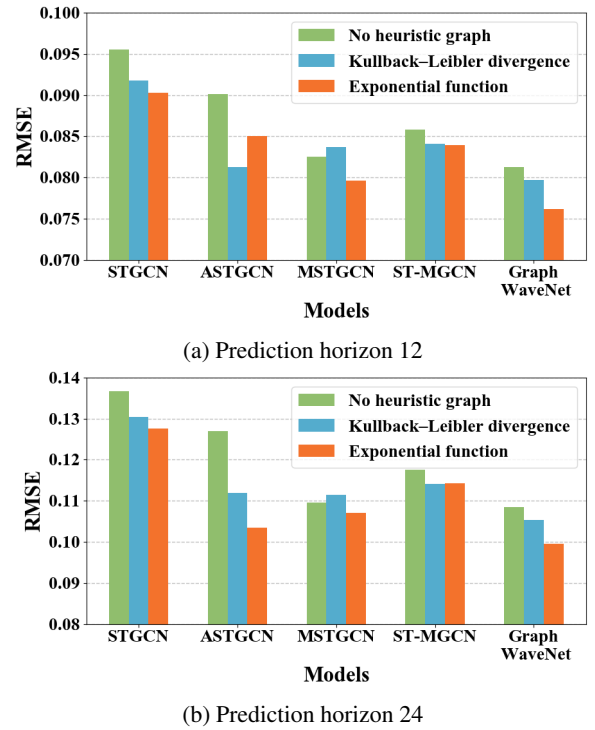 0.100
0.095
0.090
0.085
0.080
0.075
0.070
RMSE
No heuristic graph
Kullback–Leibler divergence
Exponential function
STGCN ASTGCN MSTGCN ST-MGCN Graph
WaveNet
Models
(a) Prediction horizon 12
0.14
0.13
0.12
0.11
0.10
0.09
0.08
RMSE
No heuristic graph
Kullback–Leibler divergence
Exponential function
STGCN ASTGCN MSTGCN ST-MGCN Graph
WaveNet
Models
(b) Prediction horizon 24